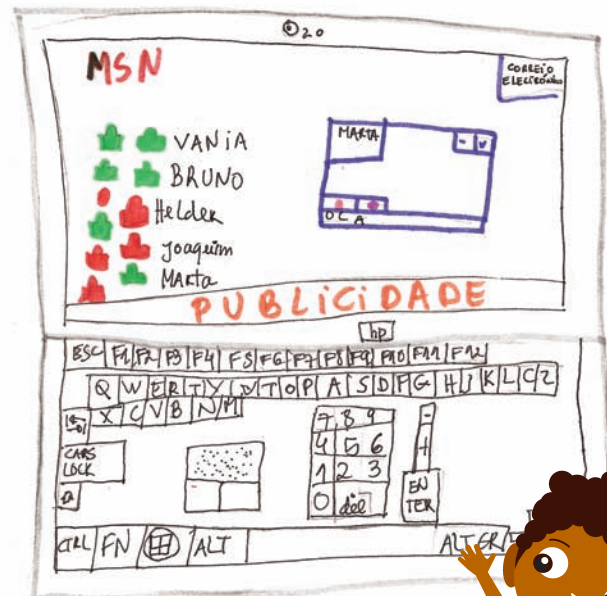 20
MSN
CORREIO
ELECTRÓNICO
VANIA
BRUNO
Helder
Joaquim
MARta
MARTA
OLA
PUBLICIDADE
hp
ESC F1 F2 F3 F4 F5 F6 F7 F8 F9 F10 F11 F12
Q W E R T Y U T O P A S D F G H J K L Ç Z
X C V B N M
CAPS
LOCK
7 8 9 -
4 5 6 +
1 2 3
0 del
EN
TER
CTRL FN ALT ALT GR